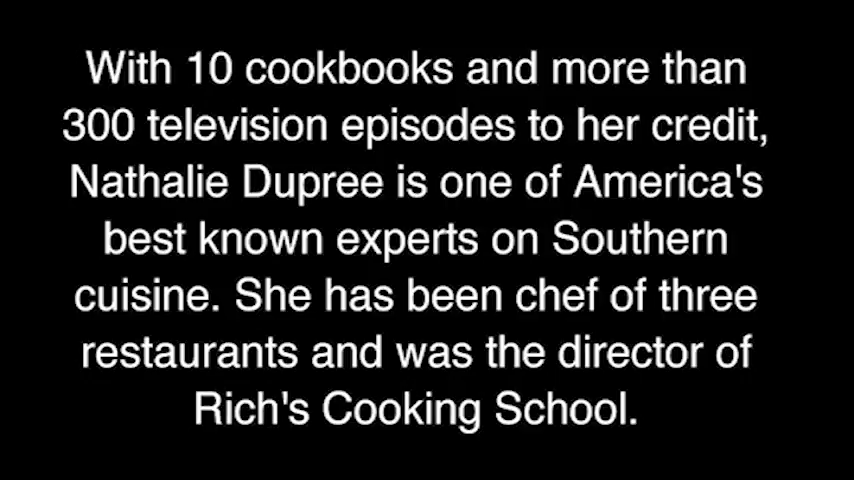 With 10 cookbooks and more than
300 television episodes to her credit,
Nathalie Dupree is one of America's
best known experts on Southern
cuisine. She has been chef of three
restaurants and was the director of
Rich's Cooking School.